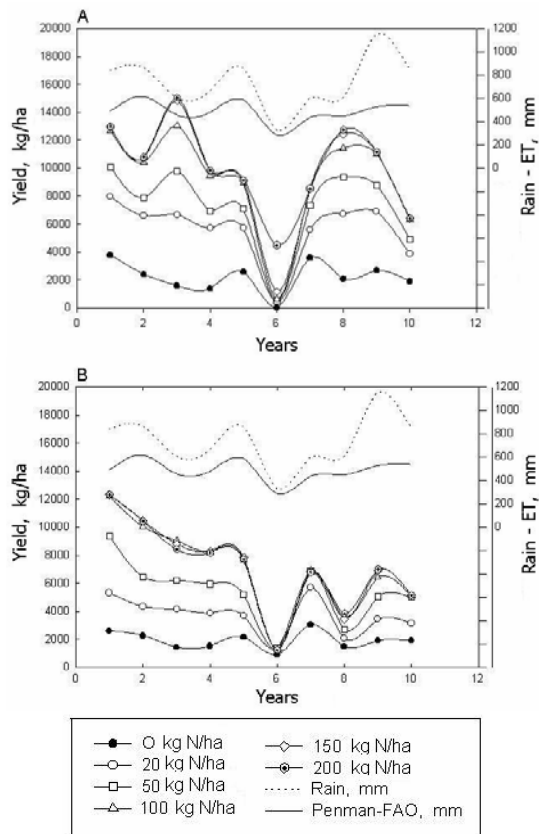 A
20000
18000
16000
14000
12000
10000
8000
6000
4000
2000
0
Yield, kg/ha
1200
1000
800
600
400
200
0
Rain - ET, mm
0 2 4 6 8 10 12
Years
B
20000
18000
16000
14000
12000
10000
8000
6000
4000
2000
0
Yield, kg/ha
1200
1000
800
600
400
200
0
Rain - ET, mm
0 2 4 6 8 10 12
Years
O kg N/ha
20 kg N/ha
50 kg N/ha
100 kg N/ha
150 kg N/ha
200 kg N/ha
Rain, mm
Penman-FAO, mm